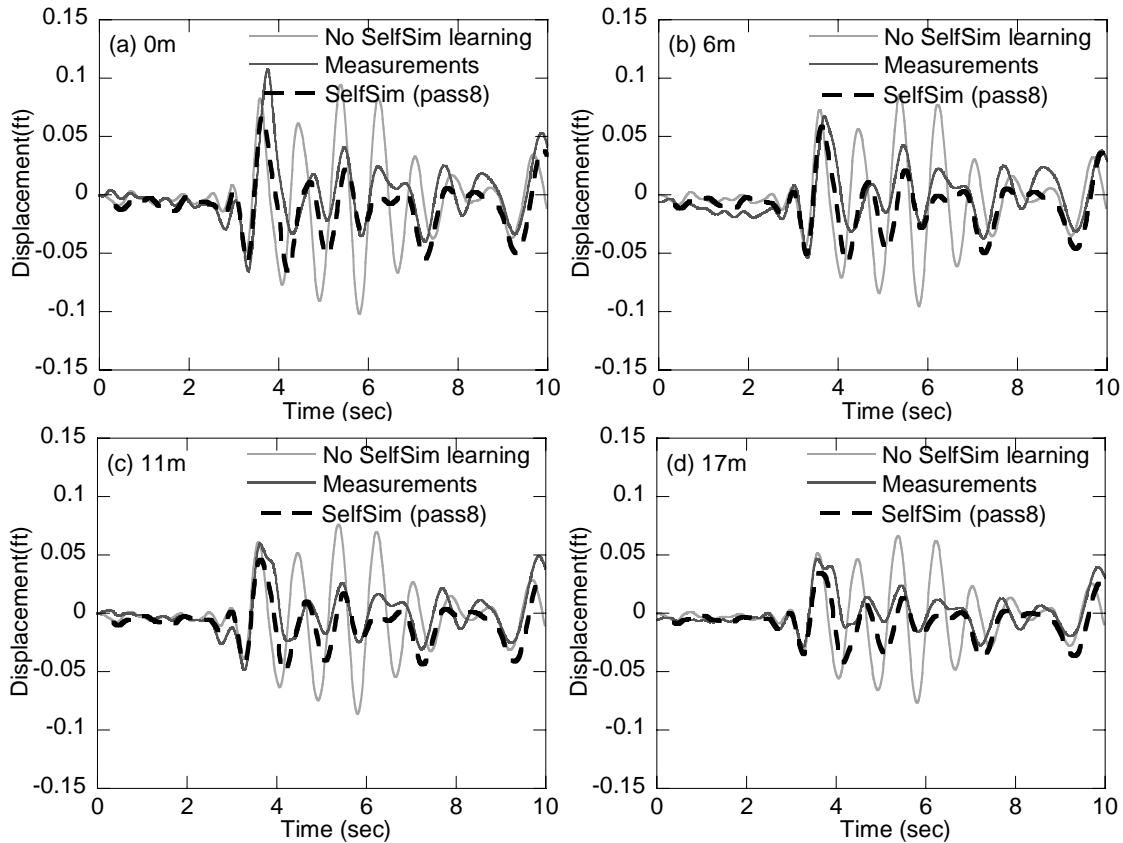 (a) 0m
No SelfSim learning
Measurements
SelfSim (pass8)
0.15
0.1
0.05
0
-0.05
-0.1
-0.15
Displacement(ft)
0 2 4 6 8 10
Time (sec)
(b) 6m
No SelfSim learning
Measurements
SelfSim (pass8)
0.15
0.1
0.05
0
-0.05
-0.1
-0.15
Displacement(ft)
0 2 4 6 8 10
Time (sec)
(c) 11m
No SelfSim learning
Measurements
SelfSim (pass8)
0.15
0.1
0.05
0
-0.05
-0.1
-0.15
Displacement(ft)
0 2 4 6 8 10
Time (sec)
(d) 17m
No SelfSim learning
Measurements
SelfSim (pass8)
0.15
0.1
0.05
0
-0.05
-0.1
-0.15
Displacement(ft)
0 2 4 6 8 10
Time (sec)